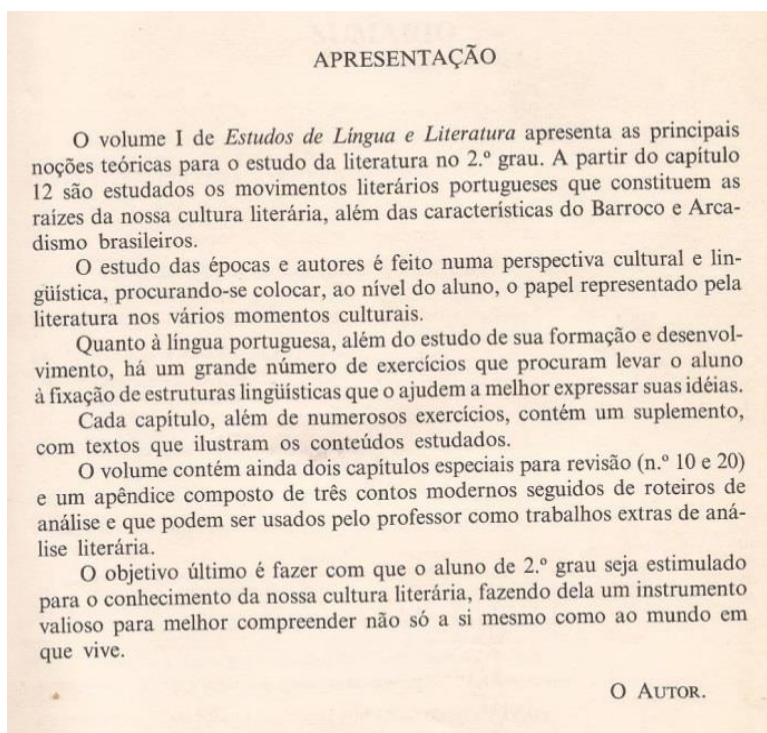 APRESENTAÇÃO
O volume I de Estudos de Língua e Literatura apresenta as principais
noções teóricas para o estudo da literatura no 2.º grau. A partir do capítulo
12 são estudados os movimentos literários portugueses que constituem as
raízes da nossa cultura literária, além das características do Barroco e Arca-
dismo brasileiros.
O estudo das épocas e autores é feito numa perspectiva cultural e lin-
güística, procurando-se colocar, ao nível do aluno, o papel representado pela
literatura nos vários momentos culturais.
Quanto à língua portuguesa, além do estudo de sua formação e desenvol-
vimento, há um grande número de exercícios que procuram levar o aluno
à fixação de estruturas lingüísticas que o ajudem a melhor expressar suas idéias.
Cada capítulo, além de numerosos exercícios, contém um suplemento,
com textos que ilustram os conteúdos estudados.
O volume contém ainda dois capítulos especiais para revisão (n.º 10 e 20)
e um apêndice composto de três contos modernos seguidos de roteiros de
análise e que podem ser usados pelo professor como trabalhos extras de aná-
lise literária.
O objetivo último é fazer com que o aluno de 2.º grau seja estimulado
para o conhecimento da nossa cultura literária, fazendo dela um instrumento
valioso para melhor compreender não só a si mesmo como ao mundo em
que vive.
O AUTOR.